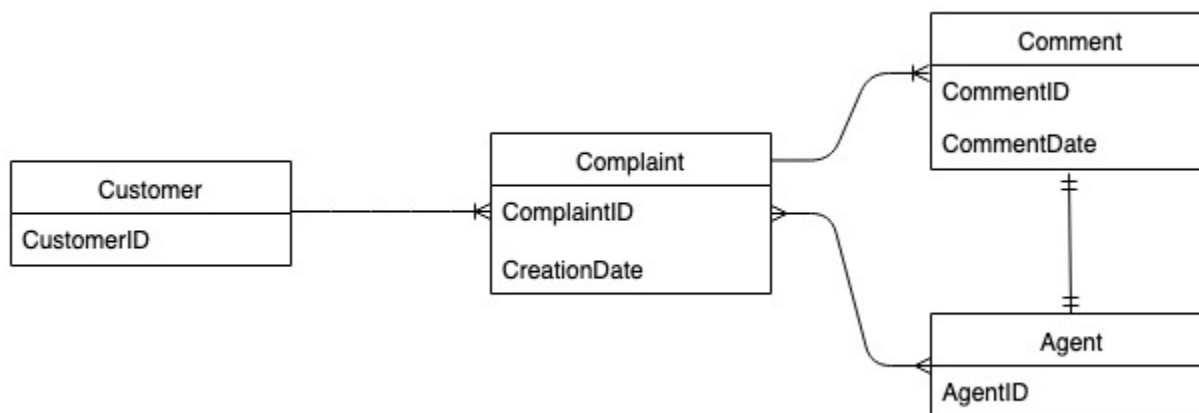 Customer
CustomerID
Complaint
ComplaintID
CreationDate
Comment
CommentID
CommentDate
Agent
AgentID